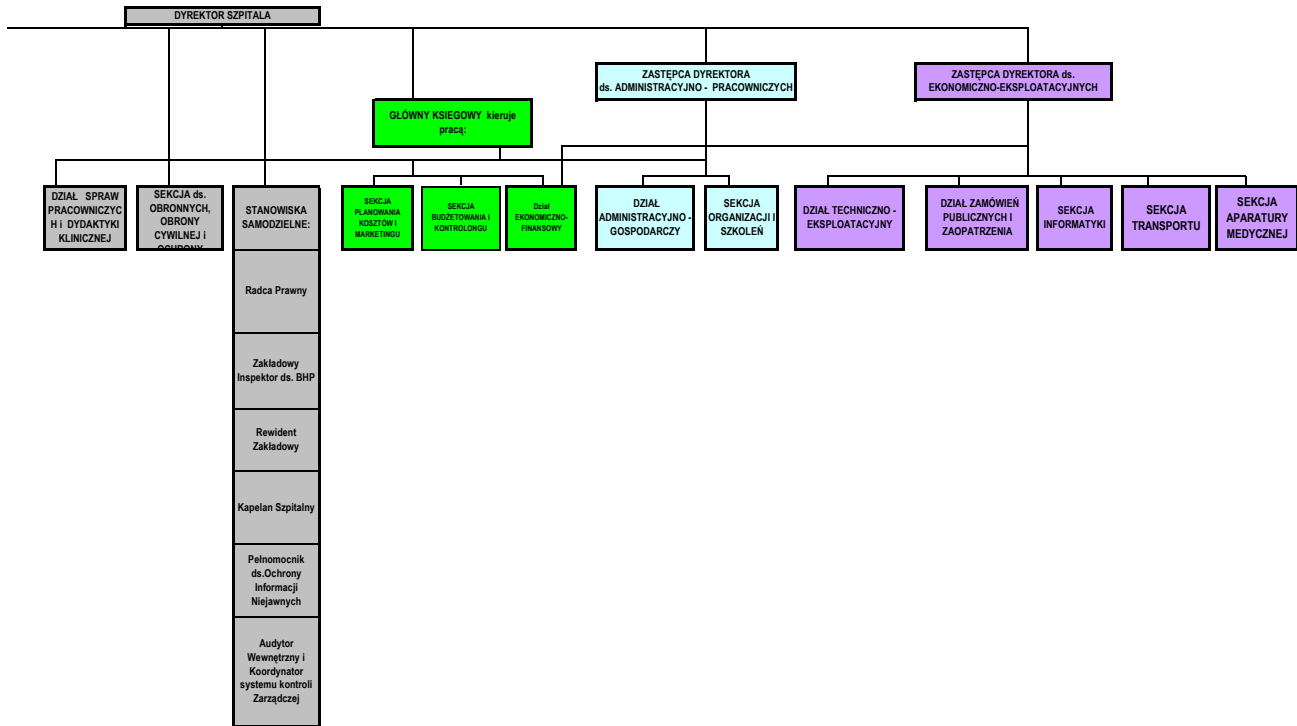 DYREKTOR SZPITALA
ZASTĘPCA DYREKTORA
ds. ADMINISTRACYJNO - PRACOWNICZYCH
ZASTĘPCA DYREKTORA ds.
EKONOMICZNO-EKSPLOATACYJNYCH
GŁÓWNY KSIEGOWY kieruje
pracą:
DZIAŁ SPRAW
PRACOWNICZYC
H i DYDAKTYKI
KLINICZNEJ
SEKCJA ds.
OBRONNYCH,
OBRONY
CYWILNEJ i
OCHRONY
STANOWISKA
SAMODZIELNE:
SEKCJA
PLANOWANIA
KOSZTÓW I
MARKETINGU
SEKCJA
BUDŻETOWANIA I
KONTROLONGU
Dział
EKONOMICZNO-
FINANSOWY
DZIAŁ
ADMINISTRACYJNO -
GOSPODARCZY
SEKCJA
ORGANIZACJI I
SZKOLEŃ
DZIAŁ TECHNICZNO -
EKSPLOATACYJNY
DZIAŁ ZAMÓWIEŃ
PUBLICZNYCH I
ZAOPATRZENIA
SEKCJA
INFORMATYKI
SEKCJA
TRANSPORTU
SEKCJA
APARATURY
MEDYCZNEJ
Radca Prawny
Zakładowy
Inspektor ds. BHP
Rewident
Zakładowy
Kapelan Szpitalny
Pełnomocnik
ds.Ochrony
Informacji
Niejawnych
Audytor
Wewnętrzny i
Koordynator
systemu kontroli
Zarządczej